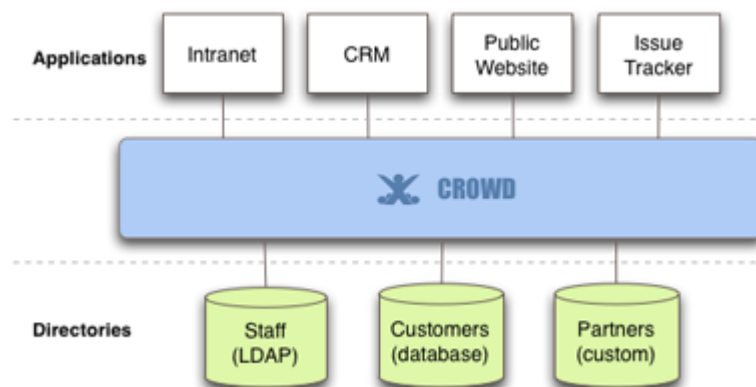 Applications
Intranet
CRM
Public
Website
Issue
Tracker
CROWD
Directories
Staff
(LDAP)
Customers
(database)
Partners
(custom)